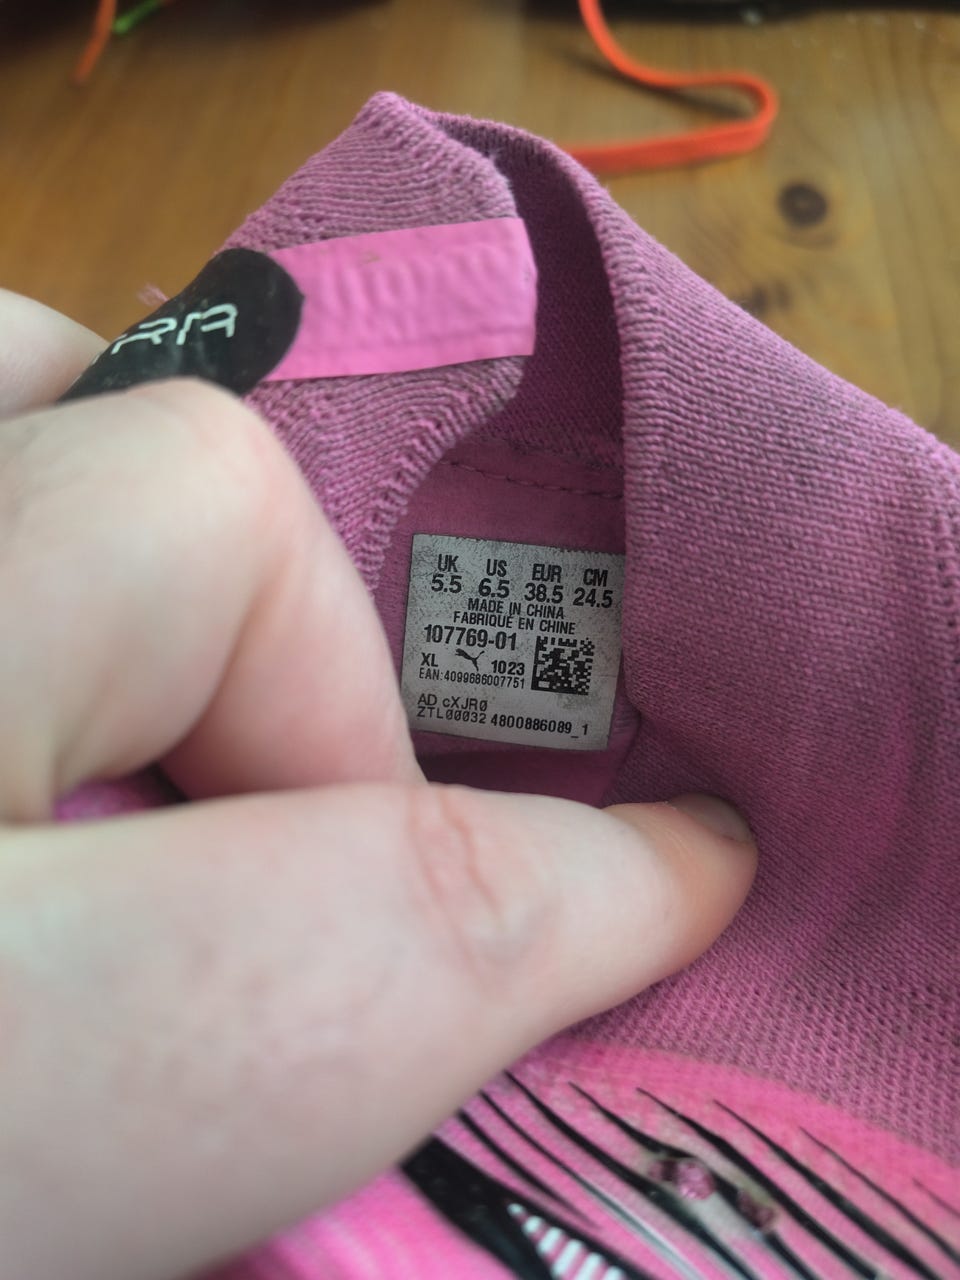 UK US EUR CM
5.5 6.5 38.5 24.5
MADE IN CHINA
FABRIQUÉ EN CHINE
107769-01
XL 1023
EAN:4099686007751
AD cXJR0
ZTL00032 4800886089_1